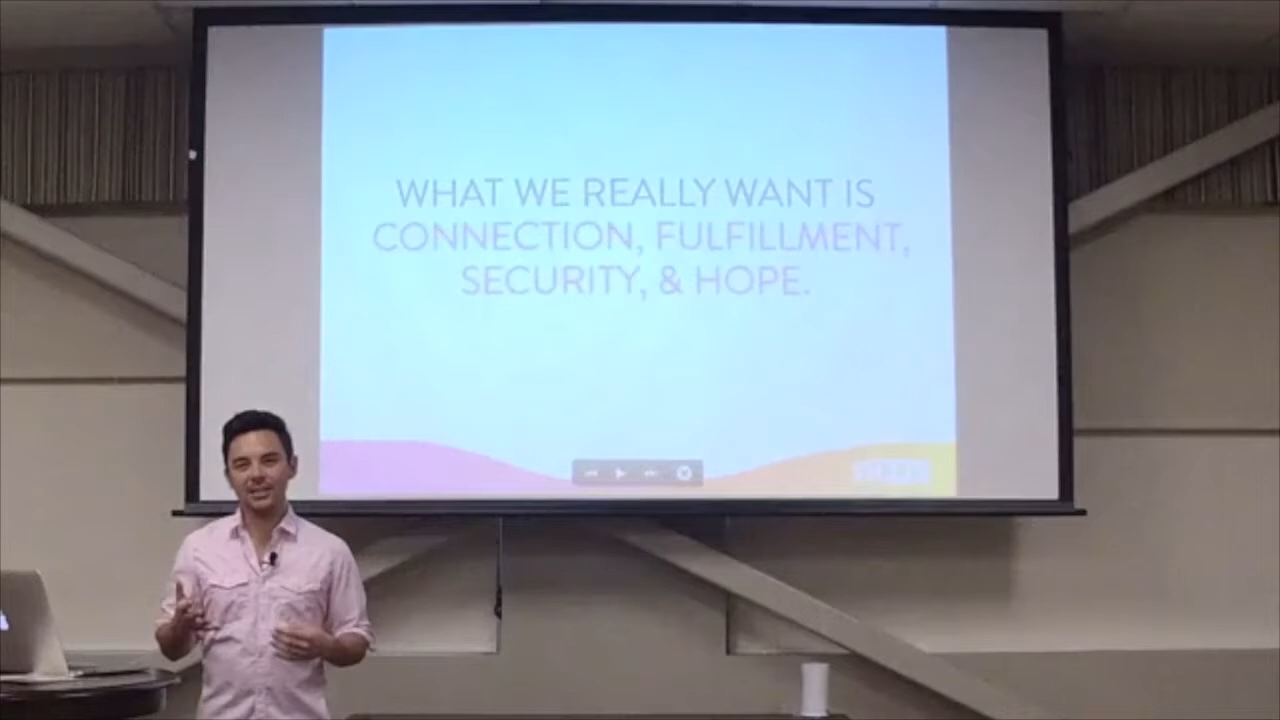 WHAT WE REALLY WANT IS
CONNECTION, FULFILLMENT,
SECURITY, & HOPE.